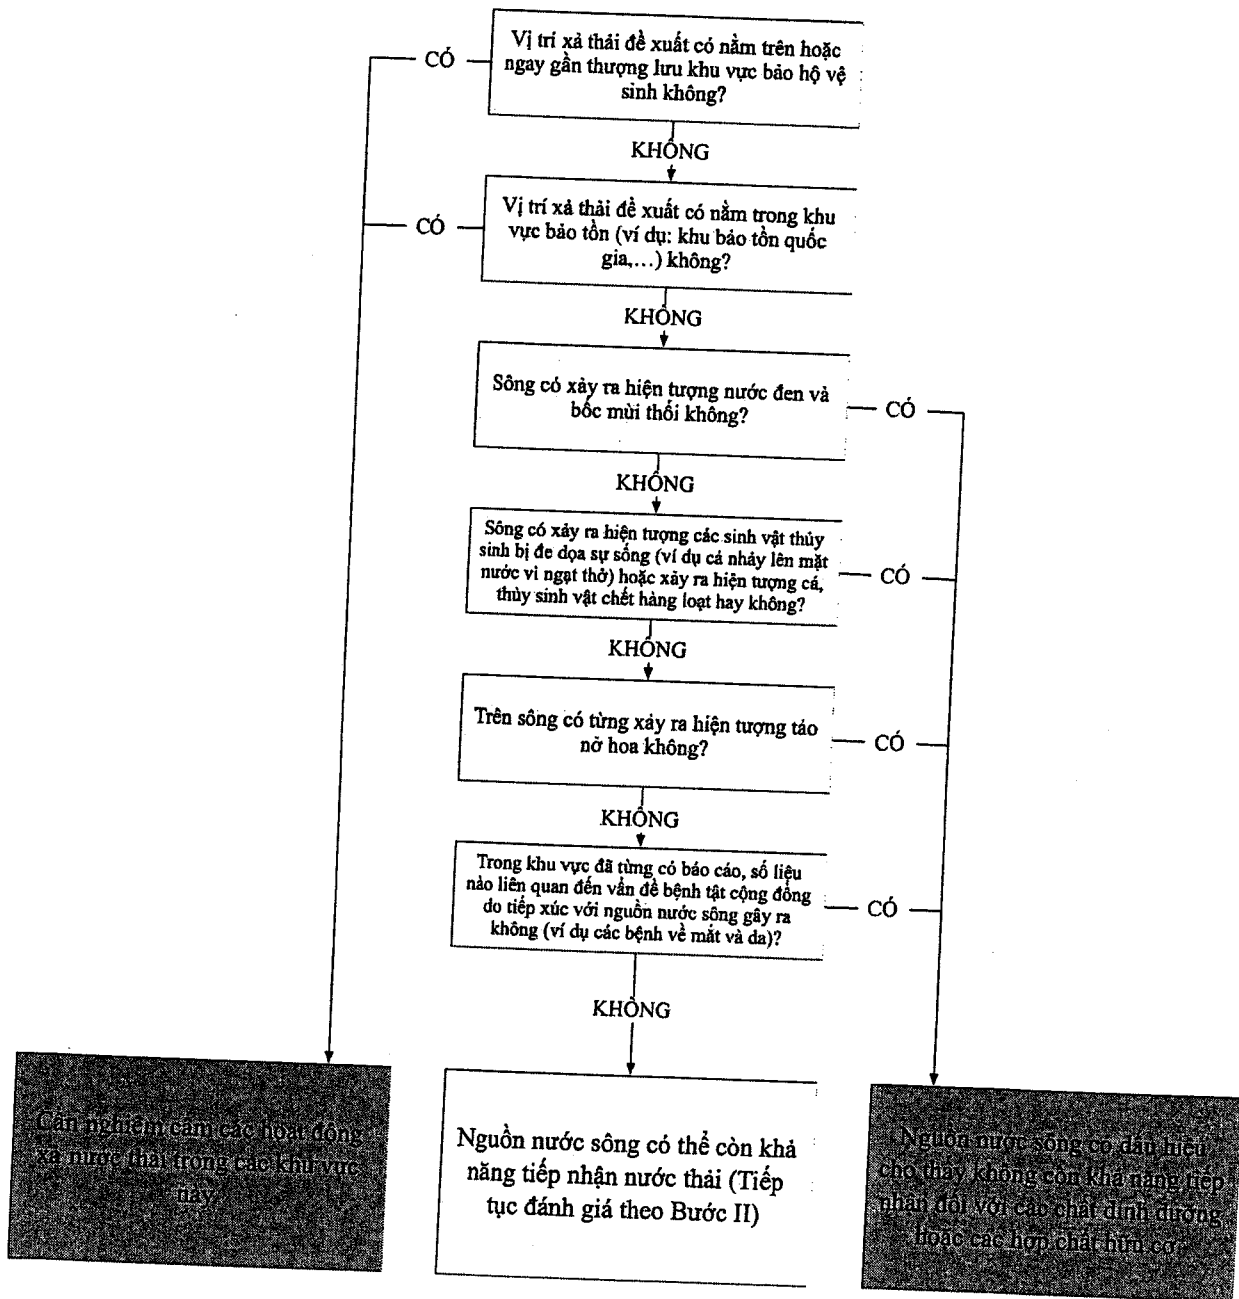 Vị trí xả thải đề xuất có nằm trên hoặc
ngay gần thượng lưu khu vực bảo hộ vệ
sinh không?
CÓ
KHÔNG
Vị trí xả thải đề xuất có nằm trong khu
vực bảo tồn (ví dụ: khu bảo tồn quốc
gia,…) không?
CÓ
KHÔNG
Sông có xảy ra hiện tượng nước đen và
bốc mùi thối không?
CÓ
KHÔNG
Sông có xảy ra hiện tượng các sinh vật thủy
sinh bị đe dọa sự sống (ví dụ cá nhảy lên mặt
nước vì ngạt thở) hoặc xảy ra hiện tượng cá,
thủy sinh vật chết hàng loạt hay không?
CÓ
KHÔNG
Trên sông có từng xảy ra hiện tượng tảo
nở hoa không?
CÓ
KHÔNG
Trong khu vực đã từng có báo cáo, số liệu
nào liên quan đến vấn đề bệnh tật cộng đồng
do tiếp xúc với nguồn nước sông gây ra
không (ví dụ các bệnh về mắt và da)?
CÓ
KHÔNG
Cần nghiêm cấm các hoạt động
xả nước thải trong các khu vực
này
Nguồn nước sông có thể còn khả
năng tiếp nhận nước thải (Tiếp
tục đánh giá theo Bước II)
Nguồn nước sông có dấu hiệu
cho thấy không còn khả năng tiếp
nhận đối với các chất dinh dưỡng
hoặc các hợp chất hữu cơ